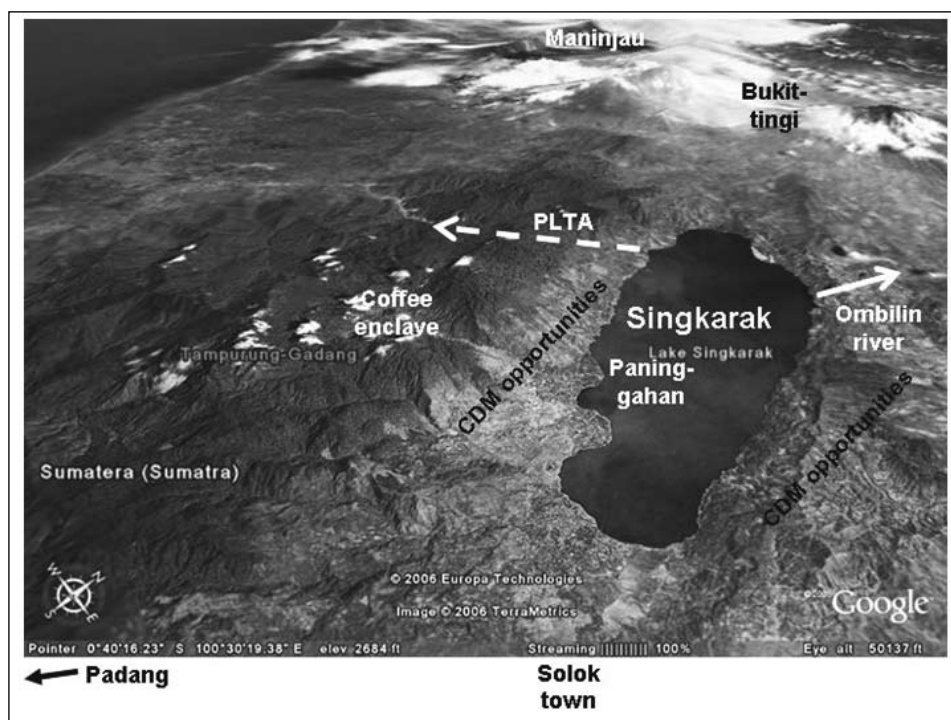 Maninjau
Bukit-
tingi
PLTA
Coffee
enclave
Tampurung-Gadang
CDM opportunities
Singkarak
Lake Singkarak
Paning-
gahan
Ombilin
river
CDM opportunities
Sumatera (Sumatra)
W N
S E
© 2006 Europa Technologies
Image © 2006 TerraMetrics
Google
Pointer 0°40'16.23" S 100°30'19.38" E elev 2684 ft Streaming 100% Eye alt 50137 ft
Padang
Solok
town